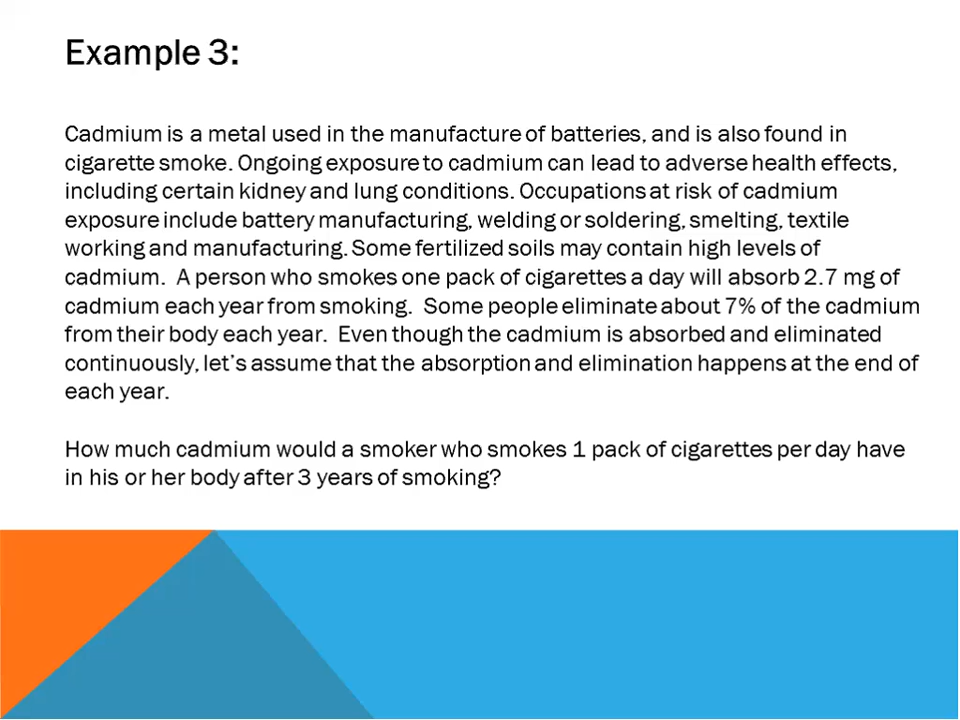 Example 3:
Cadmium is a metal used in the manufacture of batteries, and is also found in
cigarette smoke. Ongoing exposure to cadmium can lead to adverse health effects,
including certain kidney and lung conditions. Occupations at risk of cadmium
exposure include battery manufacturing, welding or soldering, smelting, textile
working and manufacturing. Some fertilized soils may contain high levels of
cadmium.  A person who smokes one pack of cigarettes a day will absorb 2.7 mg of
cadmium each year from smoking.  Some people eliminate about 7% of the cadmium
from their body each year.  Even though the cadmium is absorbed and eliminated
continuously, let’s assume that the absorption and elimination happens at the end of
each year.
How much cadmium would a smoker who smokes 1 pack of cigarettes per day have
in his or her body after 3 years of smoking?